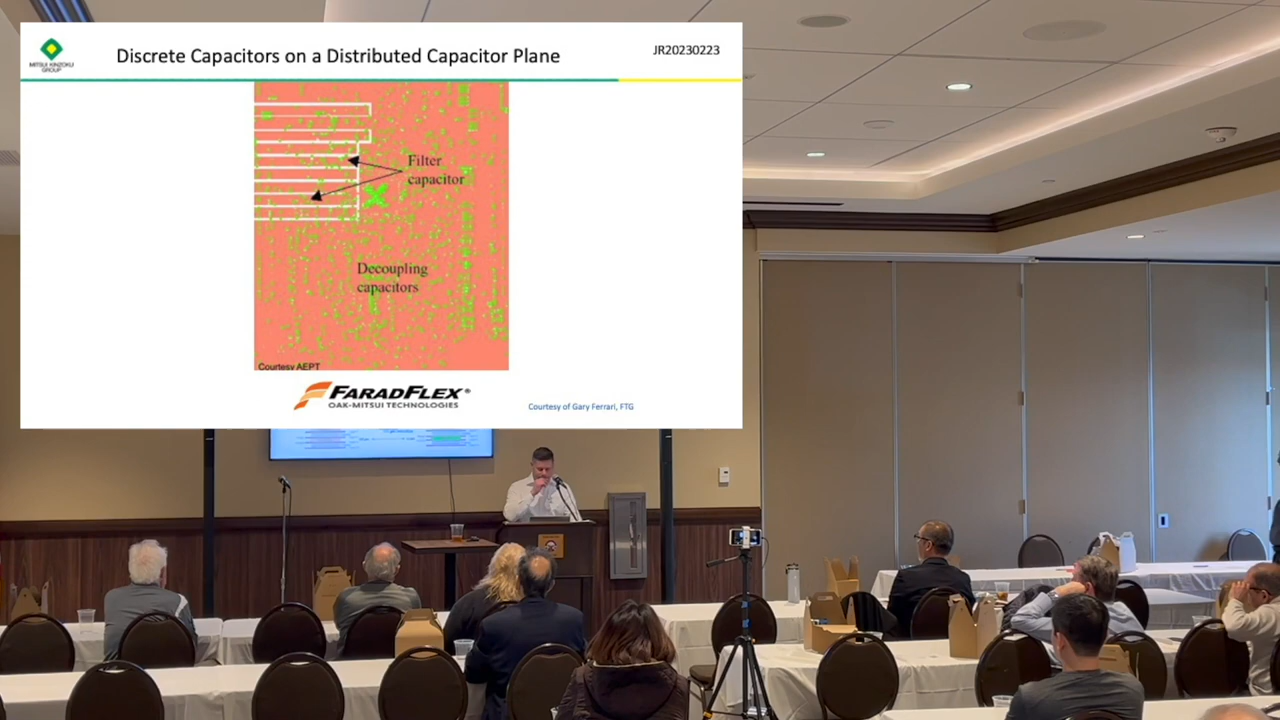 MITSUI KINZOKU
GROUP
Discrete Capacitors on a Distributed Capacitor Plane
JR20230223
Filter
capacitor
Decoupling
capacitors
Courtesy AEPT
FARADFLEX®
OAK-MITSUI TECHNOLOGIES
Courtesy of Gary Ferrari, FTG